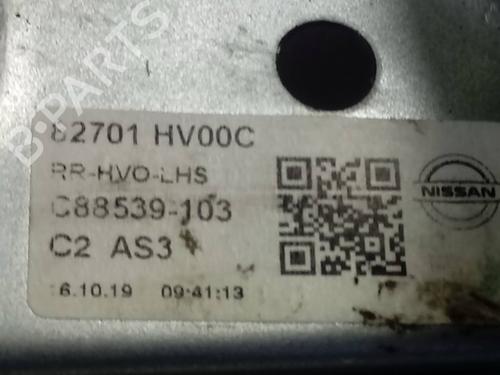 B-PARTS
82701 HV00C
RR-HVO-LHS
C88539-103
C2 AS3
NISSAN
6.10.19 09:41:13